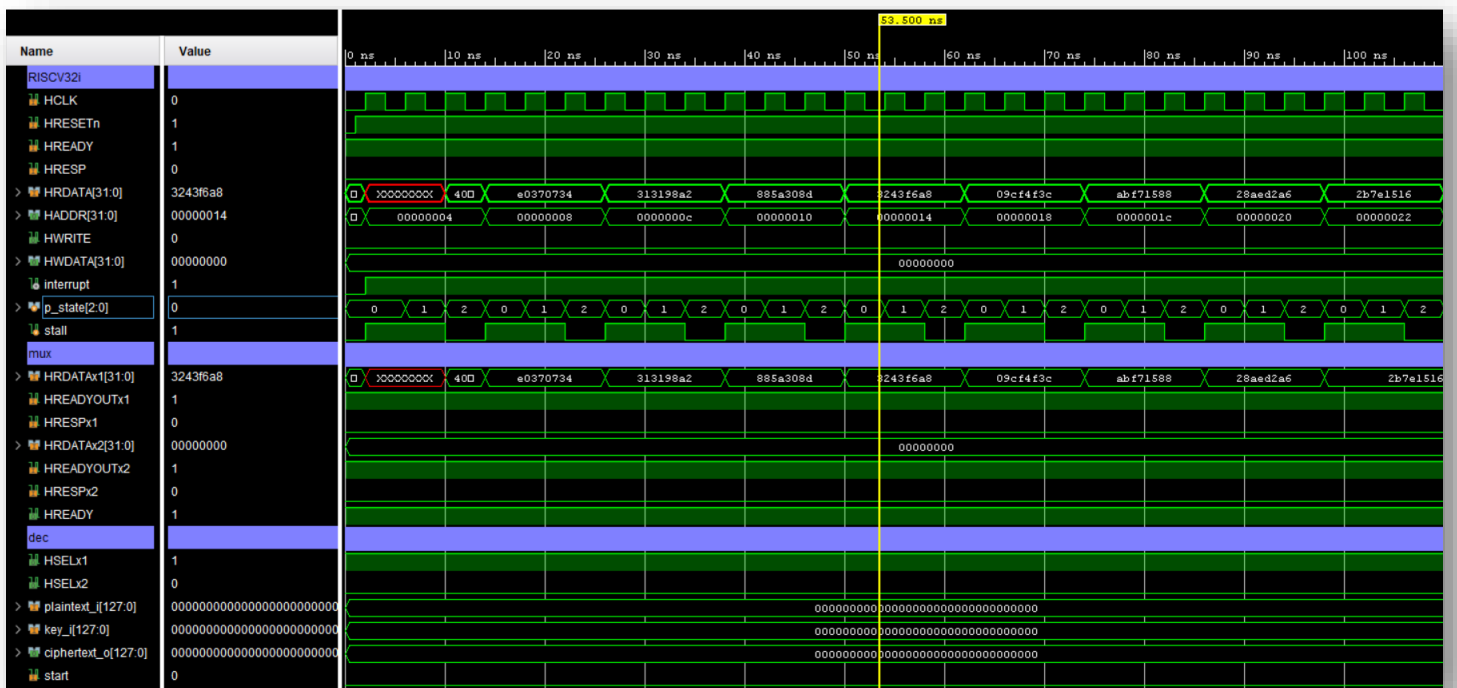 53.500 ns
Name Value 0 ns 10 ns 20 ns 30 ns 40 ns 50 ns 60 ns 70 ns 80 ns 90 ns 100 ns
RISCV32i
HCLK 0
HRESETn 1
HREADY 1
HRESP 0
HRDATA[31:0] 3243f6a8 XXXXXXXX 40 e0370734 313198a2 885a308d 3243f6a8 09cf4f3c abf71588 28aed2a6 2b7e1516
HADDR[31:0] 00000014 00000004 00000008 0000000c 00000010 00000014 00000018 0000001c 00000020 00000022
HWRITE 0
HWDATA[31:0] 00000000 00000000
interrupt 1
p_state[2:0] 0 0 1 2 0 1 2 0 1 2 0 1 2 0 1 2 0 1 2 0 1 2 0 1 2 0 1 2
stall 1
mux
HRDATAx1[31:0] 3243f6a8 XXXXXXXX 40 e0370734 313198a2 885a308d 3243f6a8 09cf4f3c abf71588 28aed2a6 2b7e1516
HREADYOUTx1 1
HRESPx1 0
HRDATAx2[31:0] 00000000 00000000
HREADYOUTx2 1
HRESPx2 0
HREADY 1
dec
HSELx1 1
HSELx2 0
plaintext_i[127:0] 00000000000000000000000 00000000000000000000000000000000
key_i[127:0] 00000000000000000000000 00000000000000000000000000000000
ciphertext_o[127:0] 00000000000000000000000 00000000000000000000000000000000
start 0